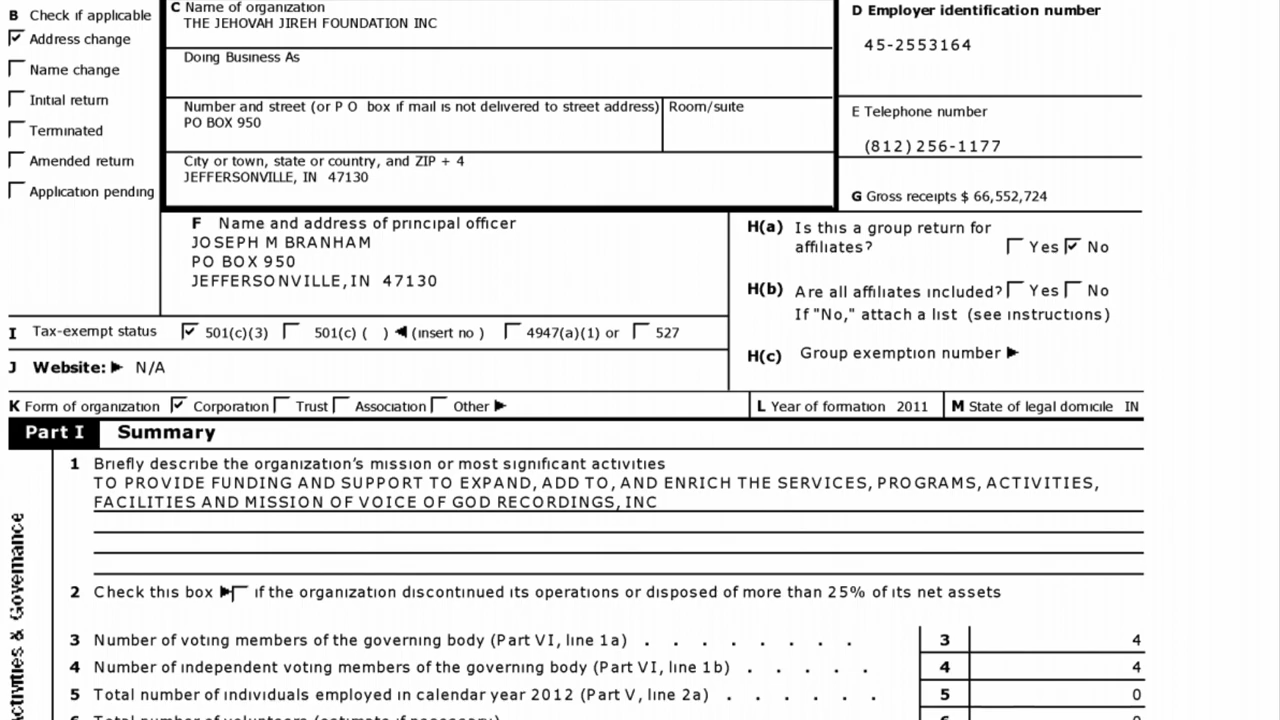 B Check if applicable
Address change
Name change
Initial return
Terminated
Amended return
Application pending
C Name of organization
THE JEHOVAH JIREH FOUNDATION INC
Doing Business As
Number and street (or P O box if mail is not delivered to street address) Room/suite
PO BOX 950
City or town, state or country, and ZIP + 4
JEFFERSONVILLE, IN 47130
D Employer identification number
45-2553164
E Telephone number
(812) 256-1177
G Gross receipts $ 66,552,724
F Name and address of principal officer
JOSEPH M BRANHAM
PO BOX 950
JEFFERSONVILLE, IN 47130
H(a) Is this a group return for
affiliates? Yes No
H(b) Are all affiliates included? Yes No
If "No," attach a list (see instructions)
H(c) Group exemption number ▶
I Tax-exempt status 501(c)(3) 501(c) ( ) ◀ (insert no ) 4947(a)(1) or 527
J Website: ▶ N/A
K Form of organization Corporation Trust Association Other ▶
L Year of formation 2011
M State of legal domicile IN
Part I Summary
Activities & Governance
1 Briefly describe the organization's mission or most significant activities
TO PROVIDE FUNDING AND SUPPORT TO EXPAND, ADD TO, AND ENRICH THE SERVICES, PROGRAMS, ACTIVITIES,
FACILITIES AND MISSION OF VOICE OF GOD RECORDINGS, INC
2 Check this box ▶ if the organization discontinued its operations or disposed of more than 25% of its net assets
3 Number of voting members of the governing body (Part VI, line 1a) . . . . . . . 3 4
4 Number of independent voting members of the governing body (Part VI, line 1b) . . . . . 4 4
5 Total number of individuals employed in calendar year 2012 (Part V, line 2a) . . . . . 5 0
6 Total number of volunteers (estimate if necessary) 6 0